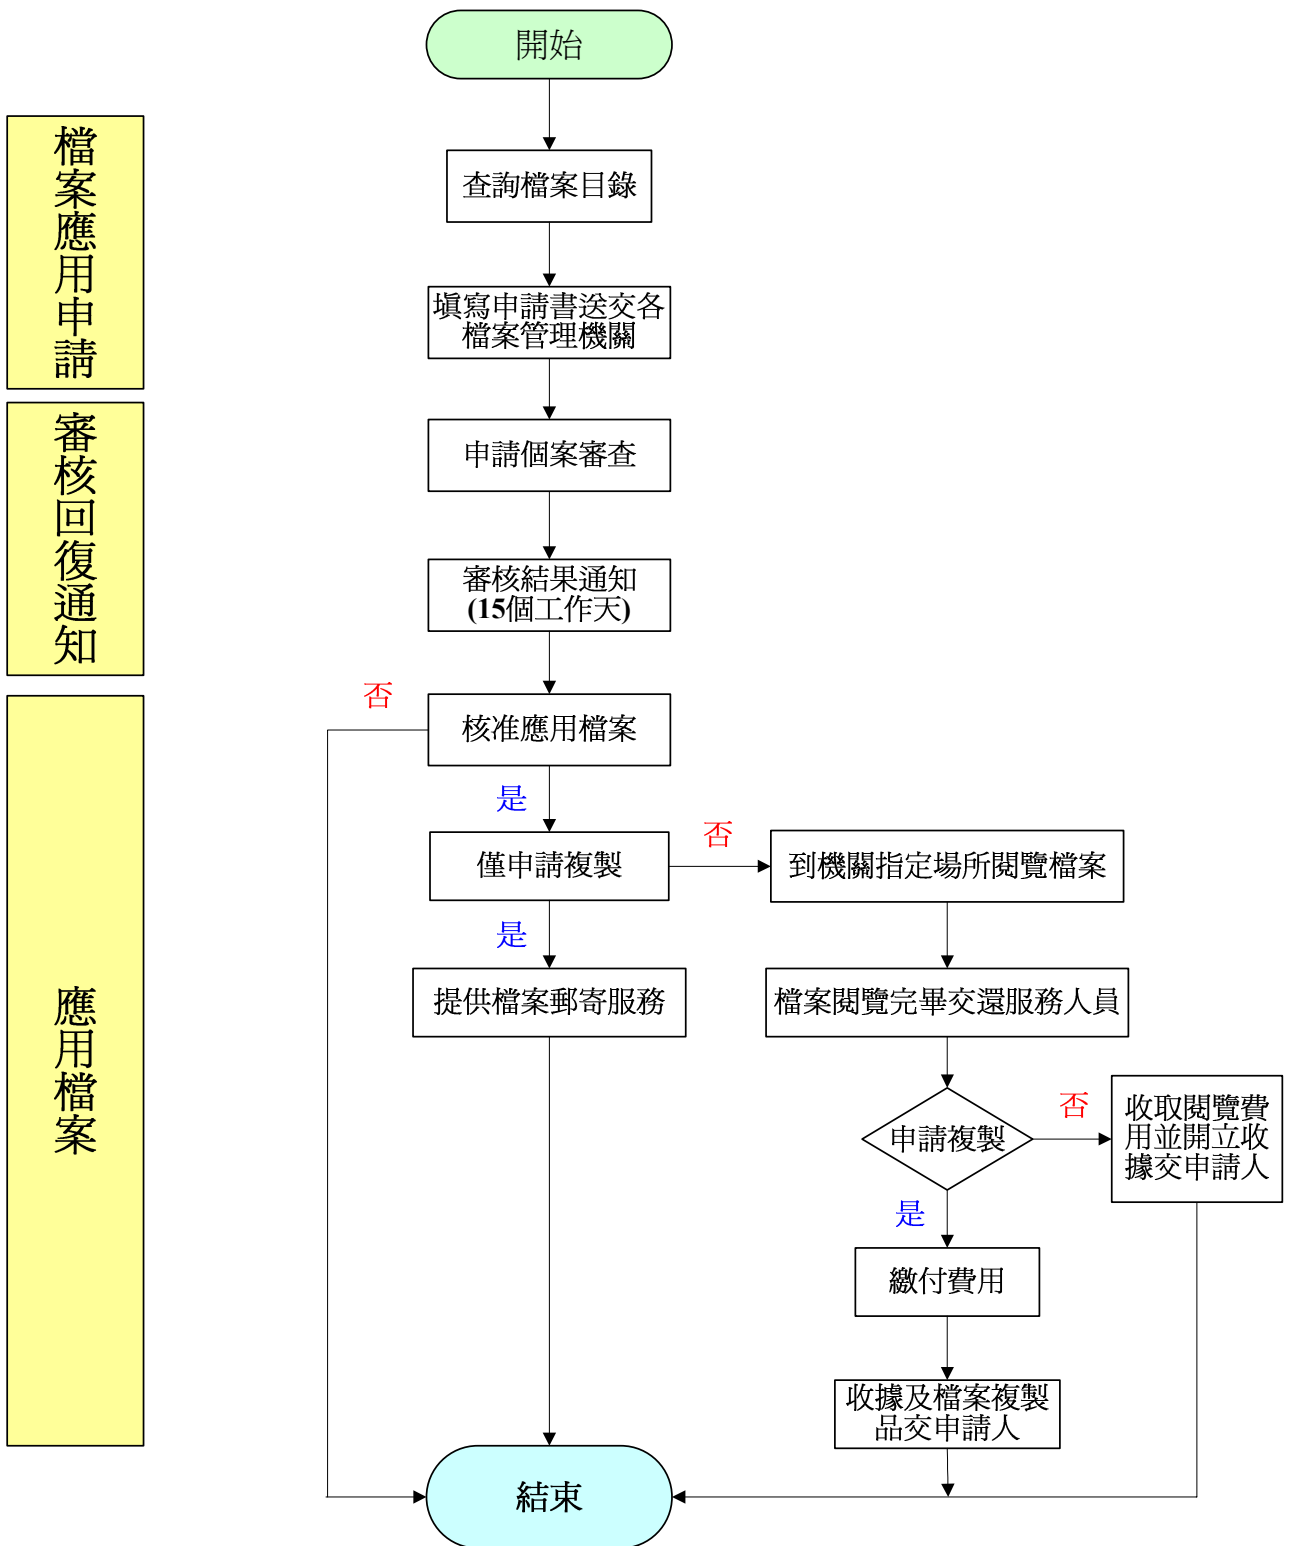 開始
檔案應用申請
查詢檔案目錄
填寫申請書送交各
檔案管理機關
審核回復通知
申請個案審查
審核結果通知
(15個工作天)
應用檔案
否
核准應用檔案
是
僅申請複製
否
到機關指定場所閱覽檔案
是
提供檔案郵寄服務
檔案閱覽完畢交還服務人員
申請複製
否
收取閱覽費
用並開立收
據交申請人
是
繳付費用
收據及檔案複製
品交申請人
結束